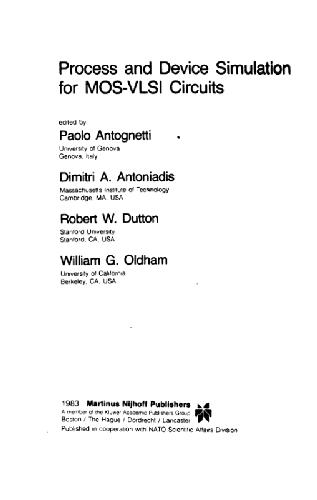 Process and Device Simulation
for MOS-VLSI Circuits
edited by
Paolo Antognetti
University of Genova
Genova, Italy
Dimitri A. Antoniadis
Massachusetts Institute of Technology
Cambridge, MA, USA
Robert W. Dutton
Stanford University
Stanford, CA, USA
William G. Oldham
University of California
Berkeley, CA, USA
1983 Martinus Nijhoff Publishers
A member of the Kluwer Academic Publishers Group
Boston / The Hague / Dordrecht / Lancaster
Published in cooperation with NATO Scientific Affairs Division